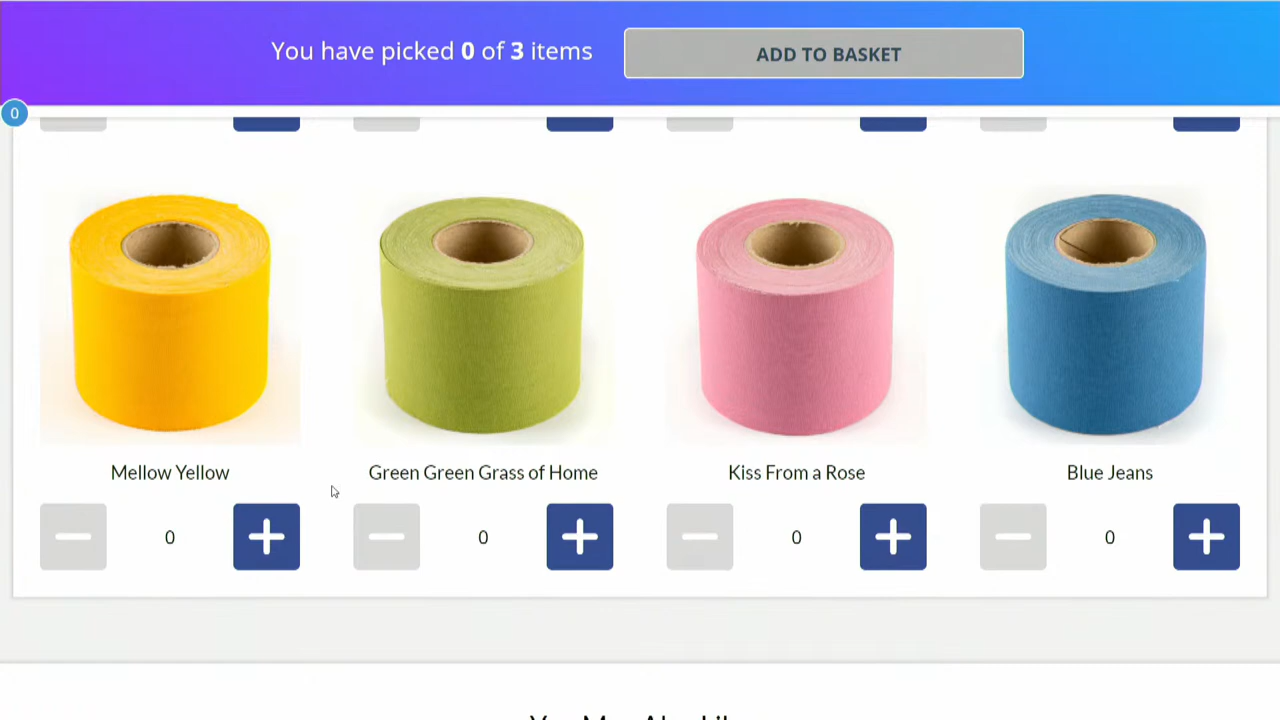 You have picked 0 of 3 items
ADD TO BASKET
0
Mellow Yellow
Green Green Grass of Home
Kiss From a Rose
Blue Jeans
0
0
0
0